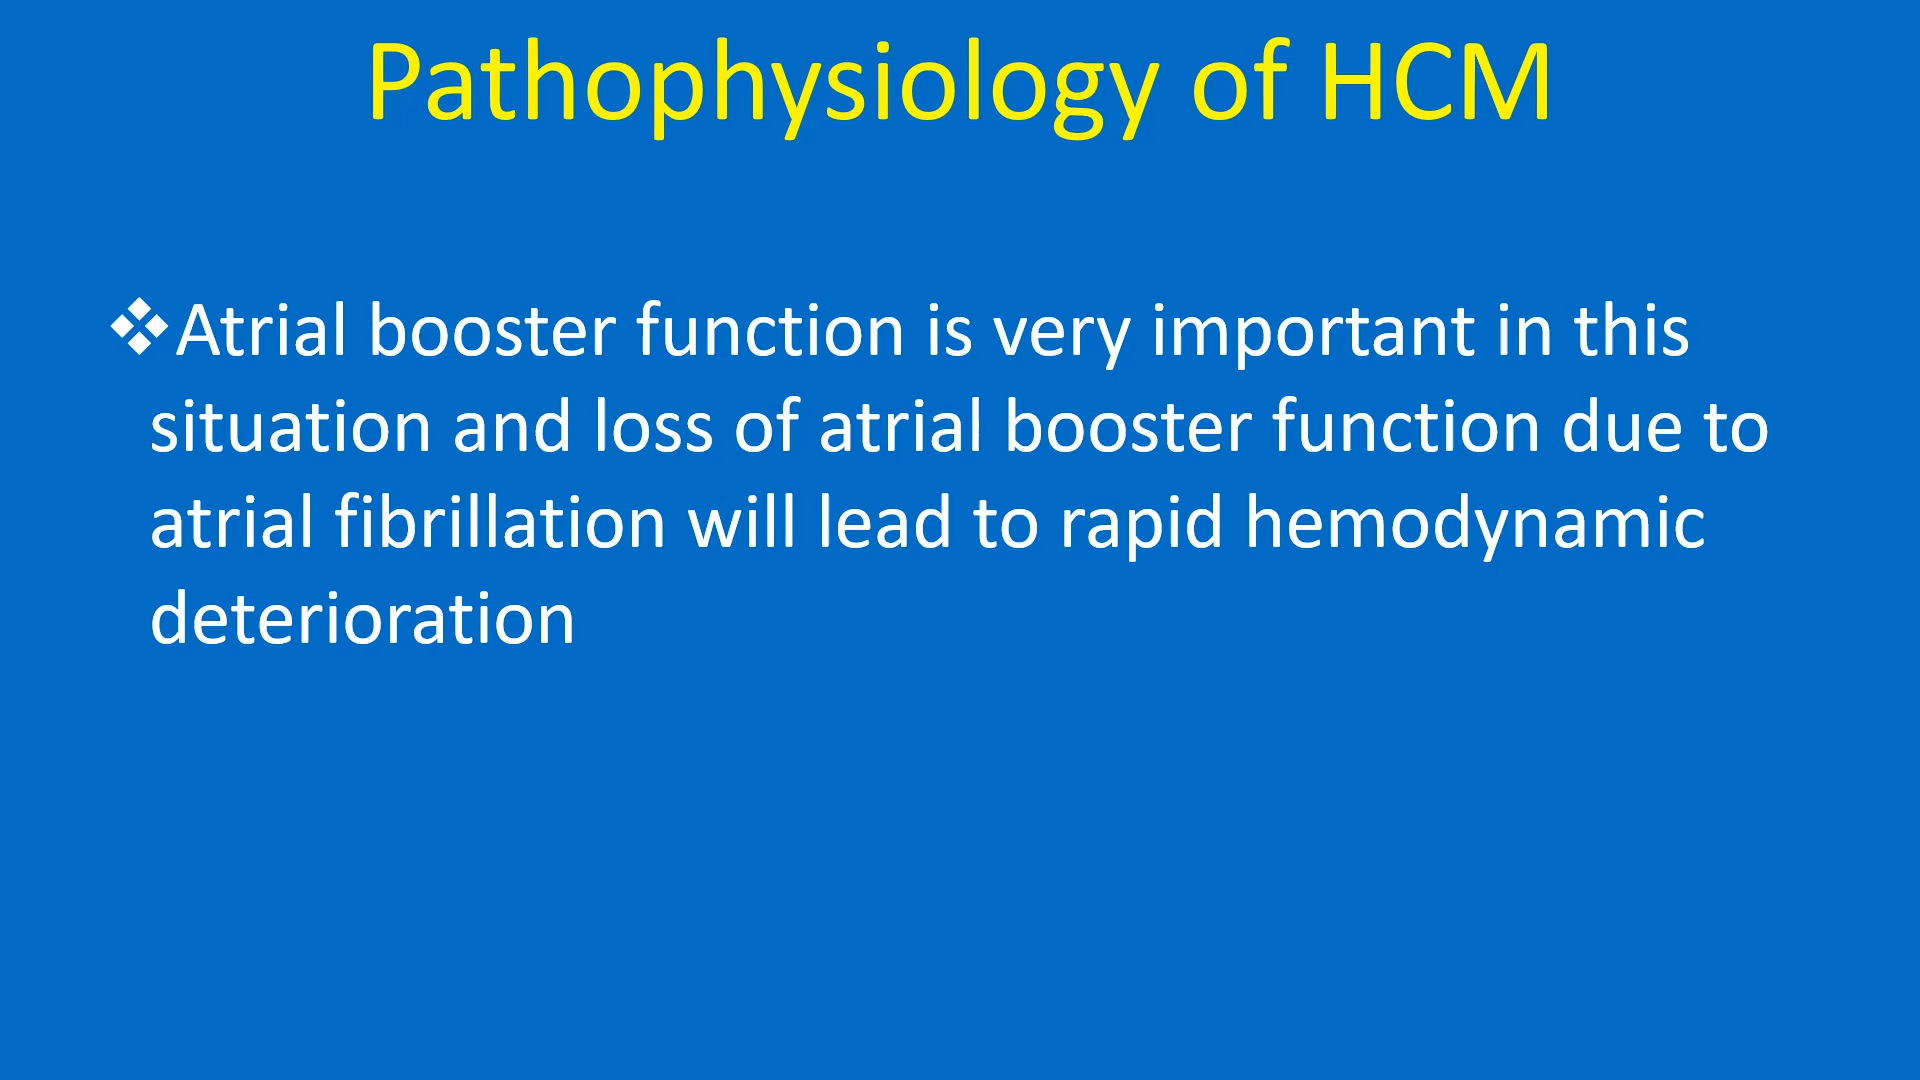 Pathophysiology of HCM
❖Atrial booster function is very important in this
situation and loss of atrial booster function due to
atrial fibrillation will lead to rapid hemodynamic
deterioration